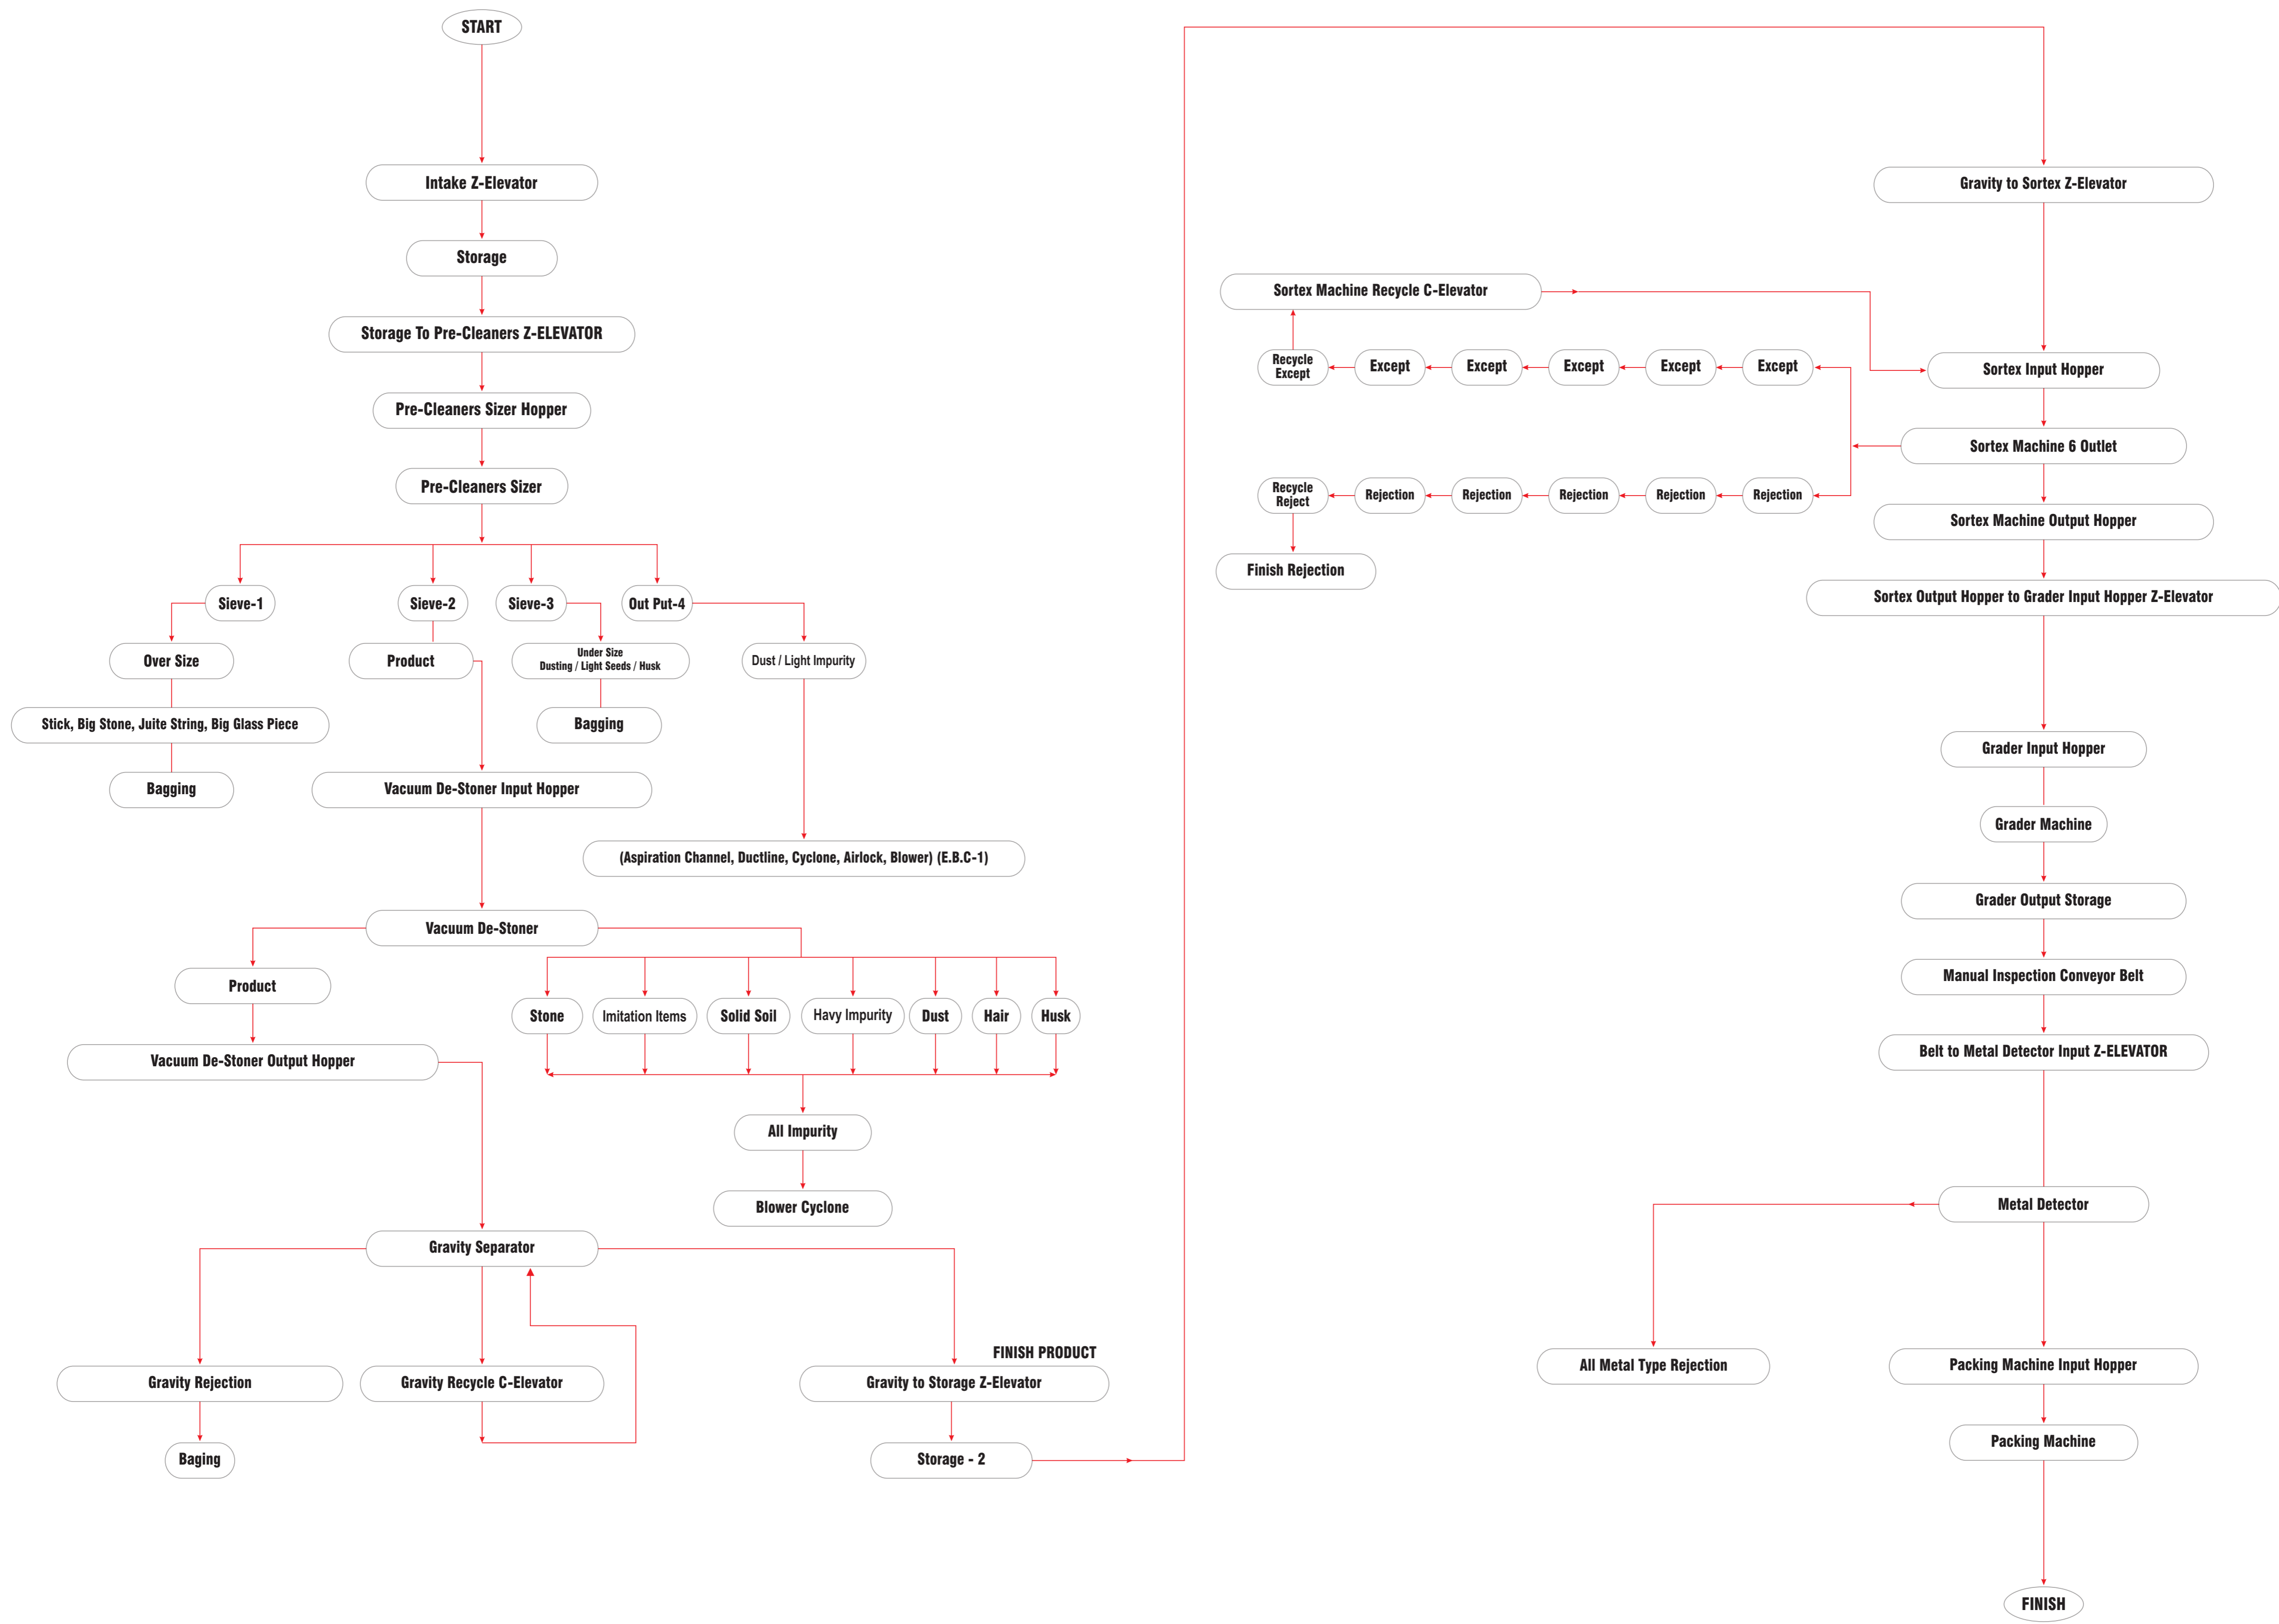 START
Intake Z-Elevator
Storage
Storage To Pre-Cleaners Z-ELEVATOR
Pre-Cleaners Sizer Hopper
Pre-Cleaners Sizer
Sieve-1
Sieve-2
Sieve-3
Out Put-4
Over Size
Product
Under Size
Dusting / Light Seeds / Husk
Dust / Light Impurity
Stick, Big Stone, Juite String, Big Glass Piece
Bagging
Bagging
Vacuum De-Stoner Input Hopper
(Aspiration Channel, Ductline, Cyclone, Airlock, Blower) (E.B.C-1)
Vacuum De-Stoner
Product
Stone
Imitation Items
Solid Soil
Havy Impurity
Dust
Hair
Husk
Vacuum De-Stoner Output Hopper
All Impurity
Blower Cyclone
Gravity Separator
FINISH PRODUCT
Gravity Rejection
Gravity Recycle C-Elevator
Gravity to Storage Z-Elevator
Baging
Storage - 2
Gravity to Sortex Z-Elevator
Sortex Machine Recycle C-Elevator
Recycle
Except
Except
Except
Except
Except
Except
Sortex Input Hopper
Sortex Machine 6 Outlet
Recycle
Reject
Rejection
Rejection
Rejection
Rejection
Rejection
Sortex Machine Output Hopper
Finish Rejection
Sortex Output Hopper to Grader Input Hopper Z-Elevator
Grader Input Hopper
Grader Machine
Grader Output Storage
Manual Inspection Conveyor Belt
Belt to Metal Detector Input Z-ELEVATOR
Metal Detector
All Metal Type Rejection
Packing Machine Input Hopper
Packing Machine
FINISH